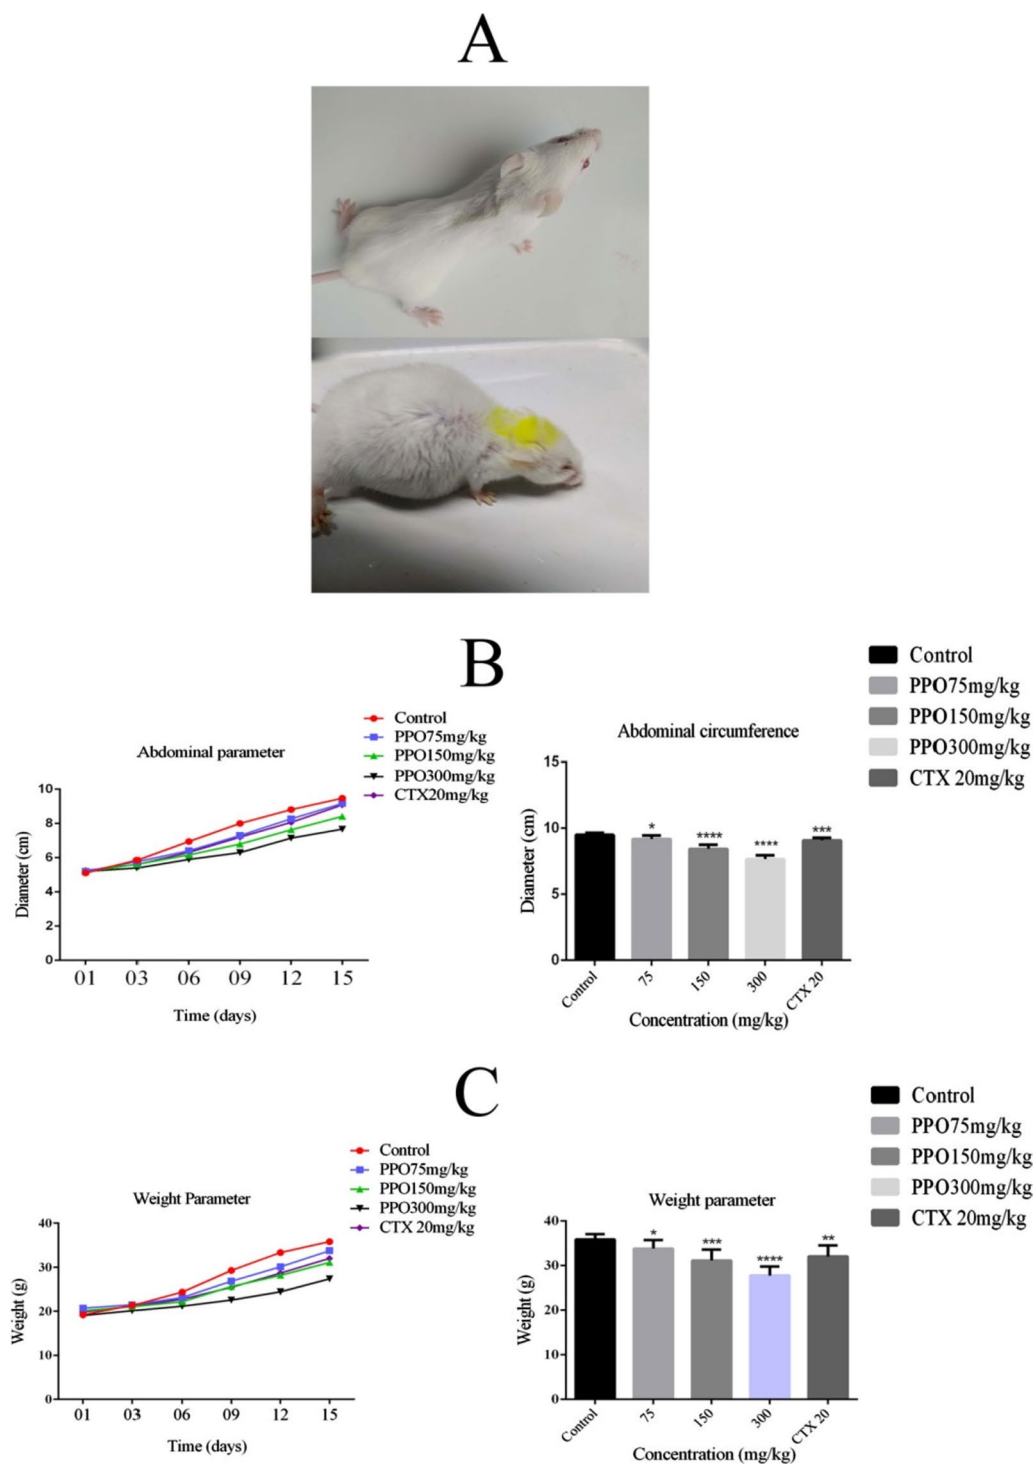 A
B
Abdominal parameter
Control
PPO75mg/kg
PPO150mg/kg
PPO300mg/kg
CTX20mg/kg
Diameter (cm)
10
8
6
4
2
0
01 03 06 09 12 15
Time (days)
Abdominal circumference
Control
PPO75mg/kg
PPO150mg/kg
PPO300mg/kg
CTX 20mg/kg
Diameter (cm)
15
10
5
0
* **** **** ***
Control 75 150 300 CTX 20
Concentration (mg/kg)
C
Weight Parameter
Control
PPO75mg/kg
PPO150mg/kg
PPO300mg/kg
CTX 20mg/kg
Weight (g)
40
30
20
10
0
01 03 06 09 12 15
Time (days)
Weight parameter
Control
PPO75mg/kg
PPO150mg/kg
PPO300mg/kg
CTX 20mg/kg
Weight (g)
40
30
20
10
0
* *** **** **
Control 75 150 300 CTX 20
Concentration (mg/kg)